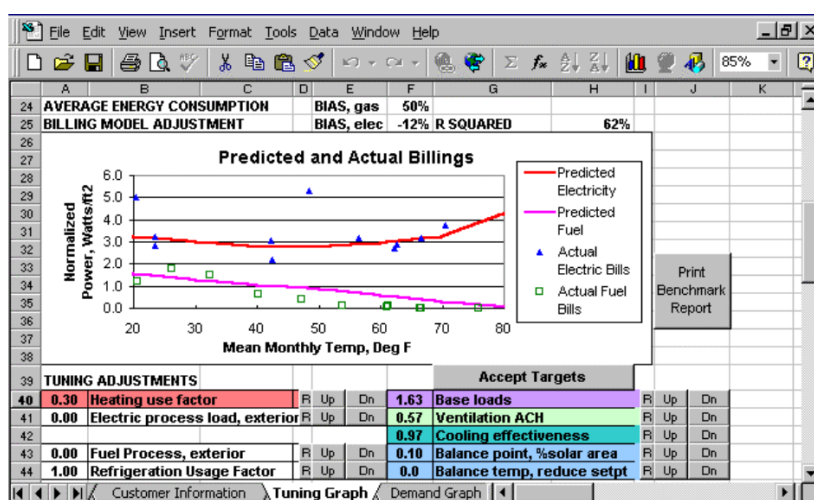 File Edit View Insert Format Tools Data Window Help
85%
A B C D E F G H I J K
24 AVERAGE ENERGY CONSUMPTION BIAS, gas 50%
25 BILLING MODEL ADJUSTMENT BIAS, elec -12% R SQUARED 62%
26
27
28
29
30
31
32
33
34
35
36
37
38
Predicted and Actual Billings
Normalized
Power, Watts/ft2
6.0
5.0
4.0
3.0
2.0
1.0
0.0
20 30 40 50 60 70 80
Mean Monthly Temp, Deg F
Predicted
Electricity
Predicted
Fuel
Actual
Electric Bills
Actual Fuel
Bills
Print
Benchmark
Report
39 TUNING ADJUSTMENTS Accept Targets
40 0.30 Heating use factor R Up Dn 1.63 Base loads R Up Dn
41 0.00 Electric process load, exterior R Up Dn 0.57 Ventilation ACH R Up Dn
42 0.97 Cooling effectiveness R Up Dn
43 0.00 Fuel Process, exterior R Up Dn 0.10 Balance point, %solar area R Up Dn
44 1.00 Refrigeration Usage Factor R Up Dn 0.0 Balance temp, reduce setpt R Up Dn
Customer Information Tuning Graph Demand Graph